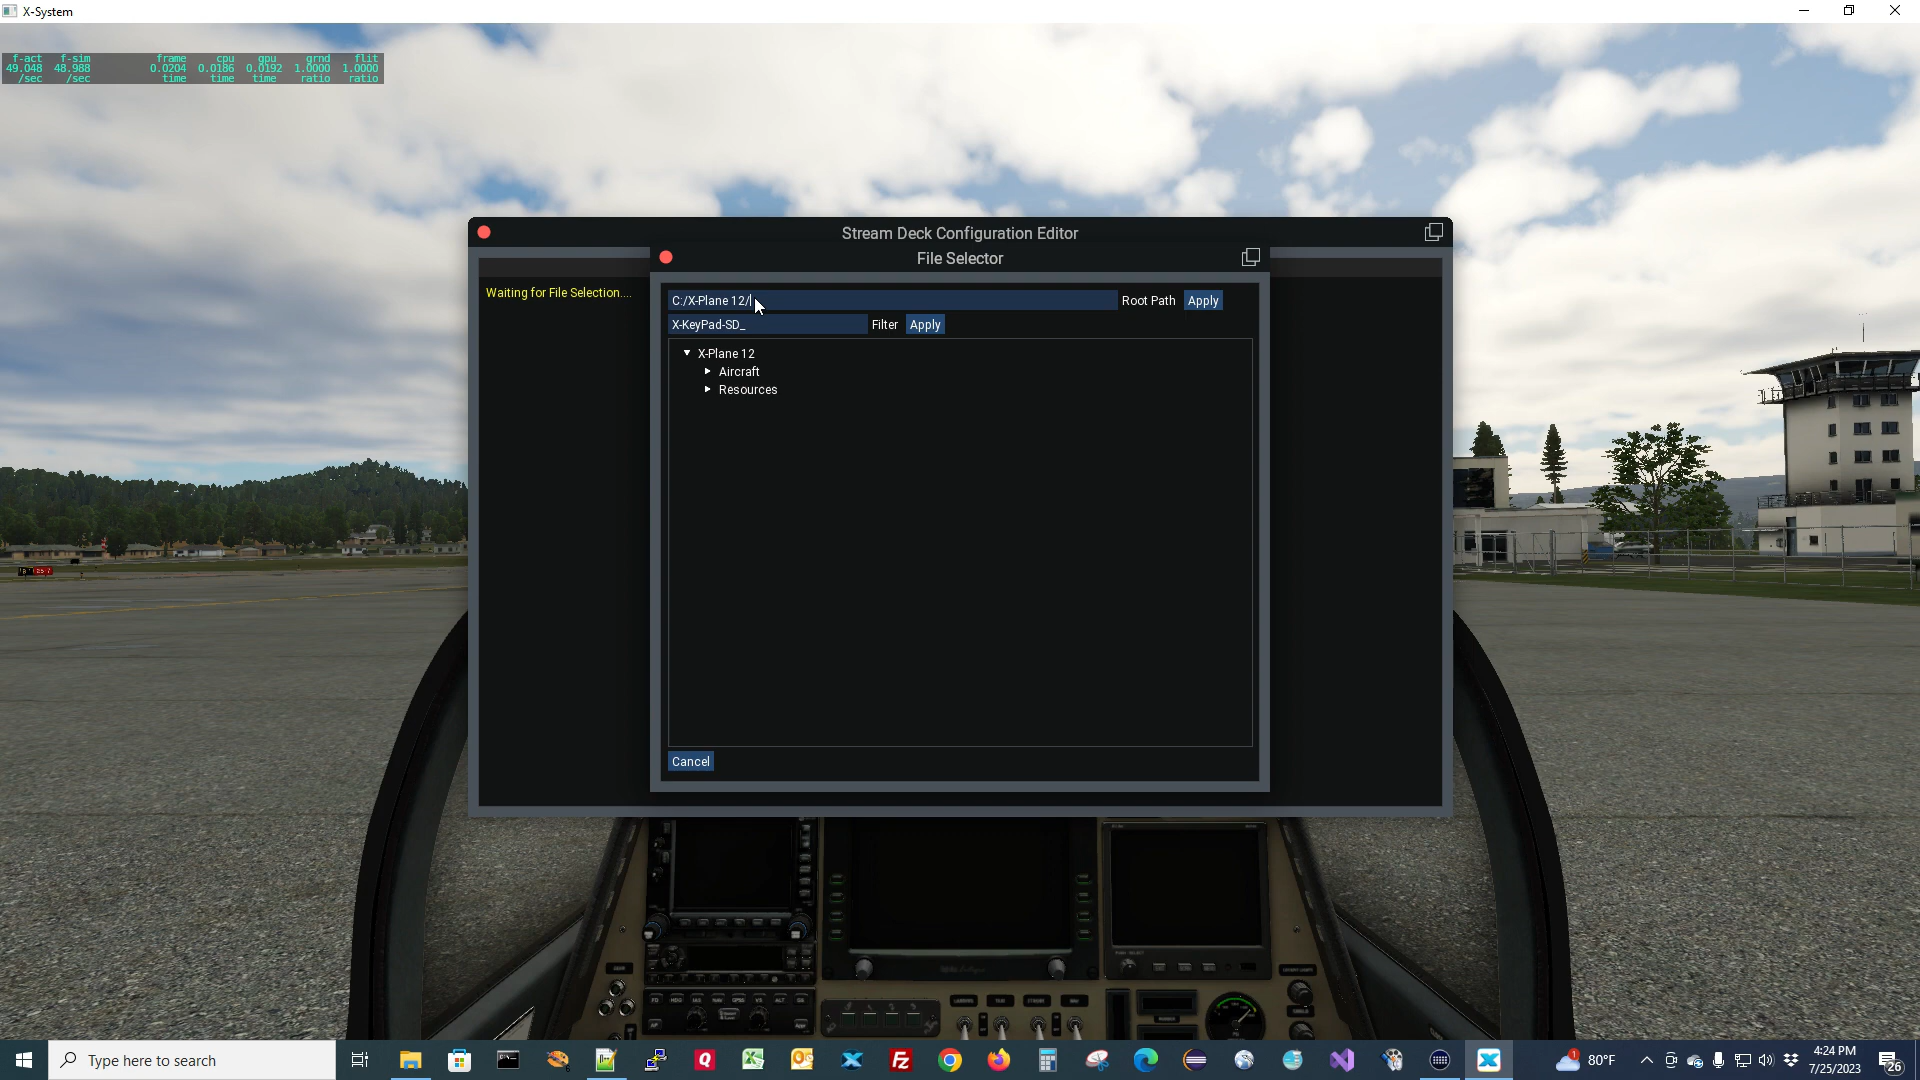 X-System
f-act f-sim frame cpu gpu grnd flit
49.048 48.988 0.0204 0.0186 0.0192 1.0000 1.0000
/sec /sec time time time ratio ratio
Stream Deck Configuration Editor
File Selector
Waiting for File Selection....
C:/X-Plane 12/ Root Path Apply
X-KeyPad-SD_ Filter Apply
X-Plane 12
Aircraft
Resources
Cancel
Type here to search
80°F
4:24 PM
7/25/2023
26